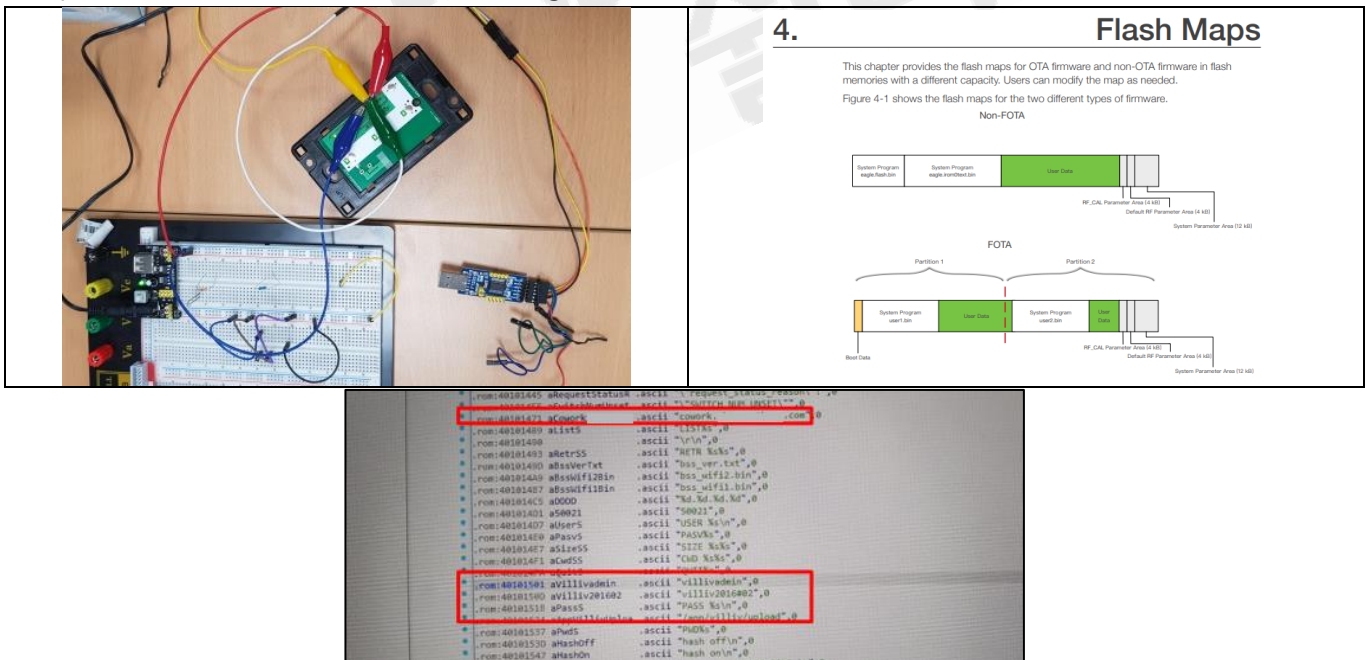 4. Flash Maps
This chapter provides the flash maps for OTA firmware and non-OTA firmware in flash
memories with a different capacity. Users can modify the map as needed.
Figure 4-1 shows the flash maps for the two different types of firmware.
Non-FOTA
System Program
eagle.flash.bin
System Program
eagle.irom0text.bin
User Data
RF_CAL Parameter Area (4 kB)
Default RF Parameter Area (4 kB)
System Parameter Area (12 kB)
FOTA
Partition 1
Partition 2
System Program
user1.bin
User Data
System Program
user2.bin
User
Data
Boot Data
RF_CAL Parameter Area (4 kB)
Default RF Parameter Area (4 kB)
System Parameter Area (12 kB)
.rom:40101445 aRequestStatusR .ascii "\"request_status_reason\":",0
.ascii "\"SWITCH_NUM_UNSET\"",0
.rom:40101471 aCowork .ascii "cowork. .com",0
.rom:40101489 aListS .ascii "LIST%s",0
.rom:40101490 .ascii "\r\n",0
.rom:40101493 aRetrSS .ascii "RETR %s%s",0
.rom:4010149D aBssVerTxt .ascii "bss_ver.txt",0
.rom:401014A9 aBssWifi2Bin .ascii "bss_wifi2.bin",0
.rom:401014B7 aBssWifi1Bin .ascii "bss_wifi1.bin",0
.rom:401014C5 aDDDD .ascii "%d.%d.%d.%d",0
.rom:401014D1 a50021 .ascii "50021",0
.rom:401014D7 aUserS .ascii "USER %s\n",0
.rom:401014E0 aPasvS .ascii "PASV%s",0
.rom:401014E7 aSizeSS .ascii "SIZE %s%s",0
.rom:401014F1 aCwdSS .ascii "CWD %s%s",0
.rom:40101501 aVillivadmin .ascii "villivadmin",0
.rom:4010150D aVilliv201602 .ascii "villiv2016#02",0
.rom:4010151B aPassS .ascii "PASS %s\n",0
.ascii "/app/villiv/upload",0
.rom:40101537 aPwdS .ascii "PWD%s",0
.rom:4010153D aHashOff .ascii "hash off\n",0
.rom:40101547 aHashOn .ascii "hash on\n",0